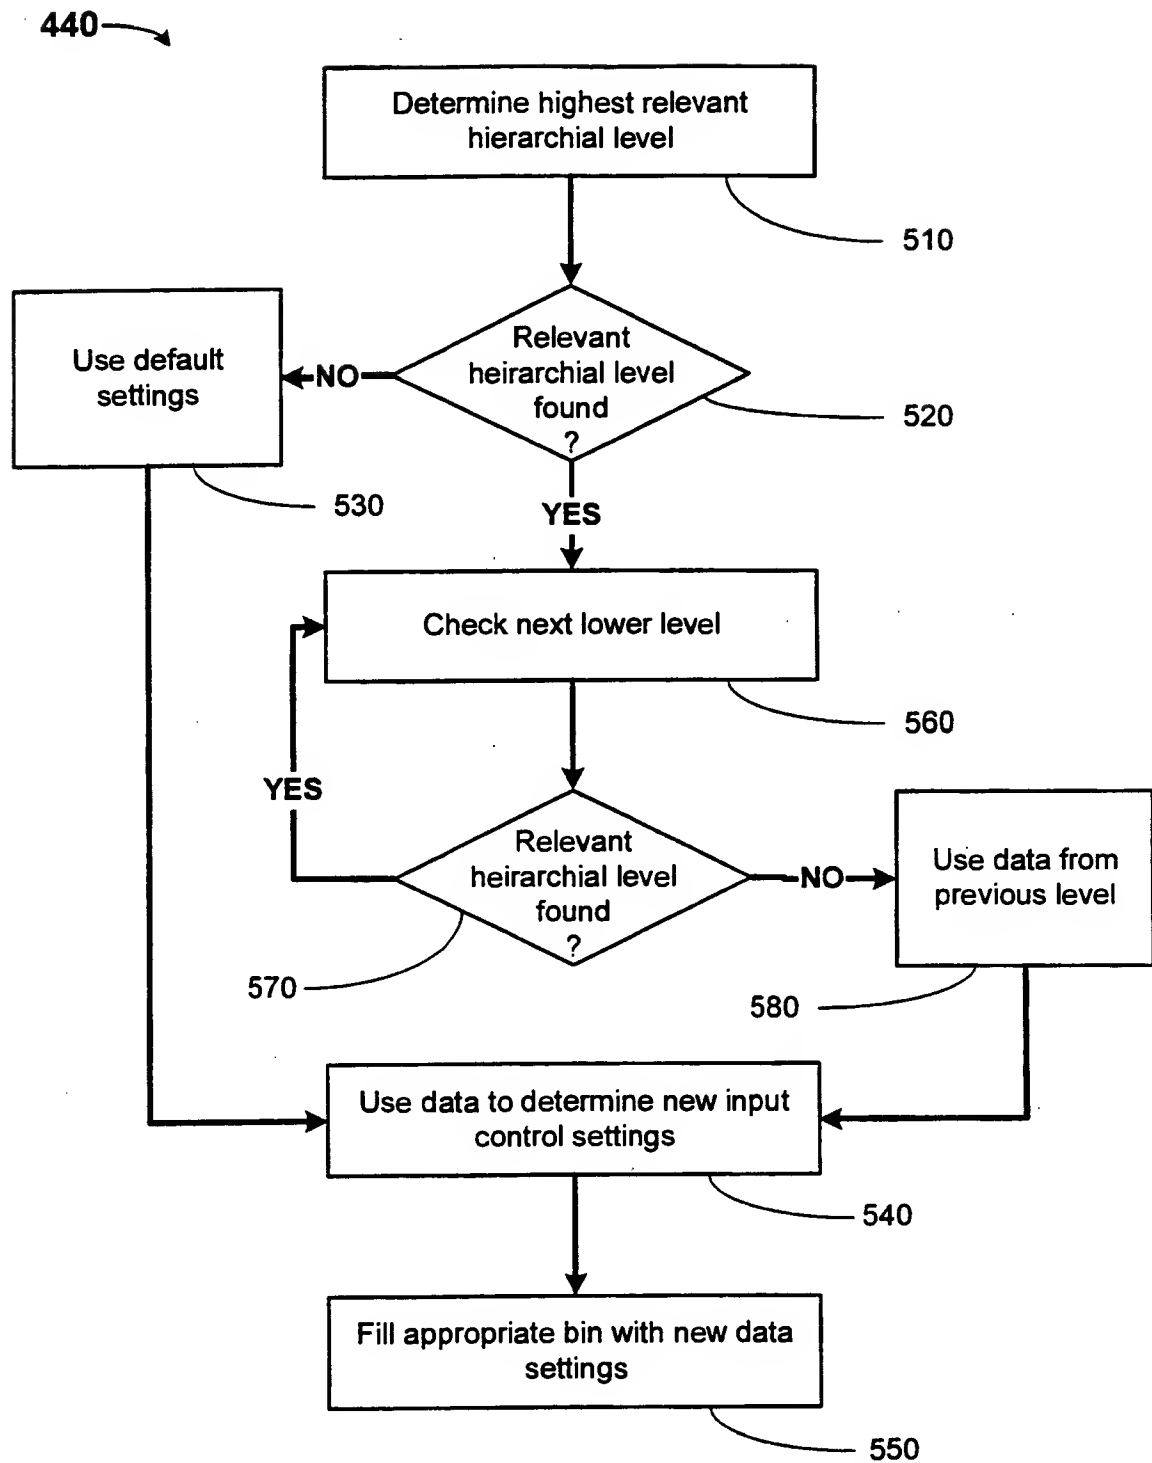 440
Determine highest relevant
hierarchial level
510
Relevant
heirarchial level
found
?
520
NO
Use default
settings
530
YES
Check next lower level
560
YES
Relevant
heirarchial level
found
?
570
NO
Use data from
previous level
580
Use data to determine new input
control settings
540
Fill appropriate bin with new data
settings
550